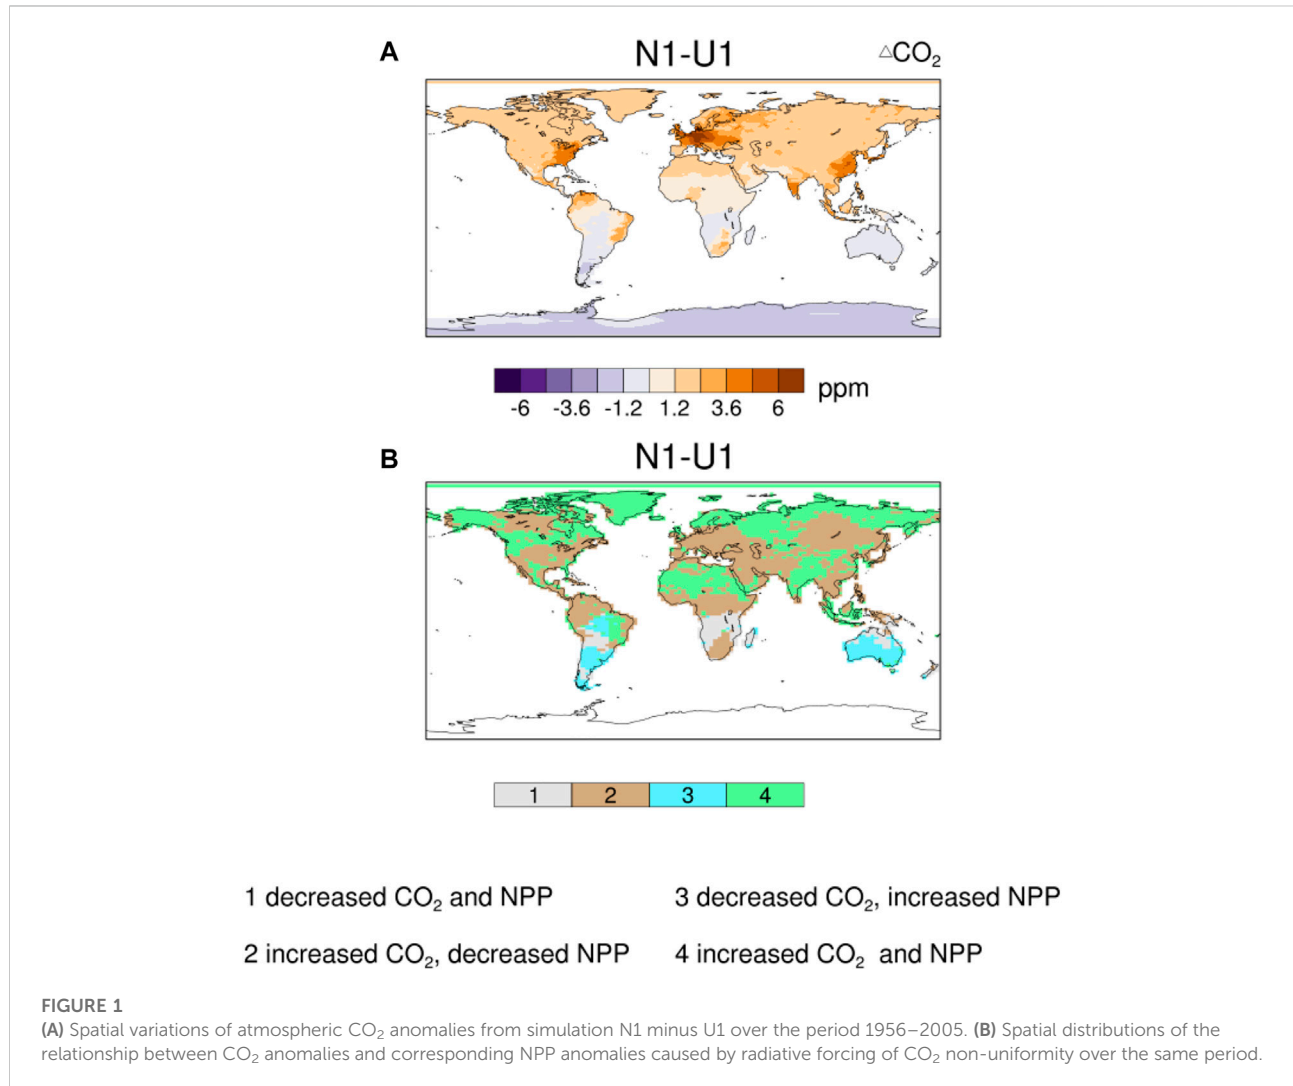 A
N1-U1
△CO₂
-6 -3.6 -1.2 1.2 3.6 6 ppm
B
N1-U1
1 2 3 4
1 decreased CO₂ and NPP
3 decreased CO₂, increased NPP
2 increased CO₂, decreased NPP
4 increased CO₂ and NPP
FIGURE 1
(A) Spatial variations of atmospheric CO₂ anomalies from simulation N1 minus U1 over the period 1956–2005. (B) Spatial distributions of the
relationship between CO₂ anomalies and corresponding NPP anomalies caused by radiative forcing of CO₂ non-uniformity over the same period.